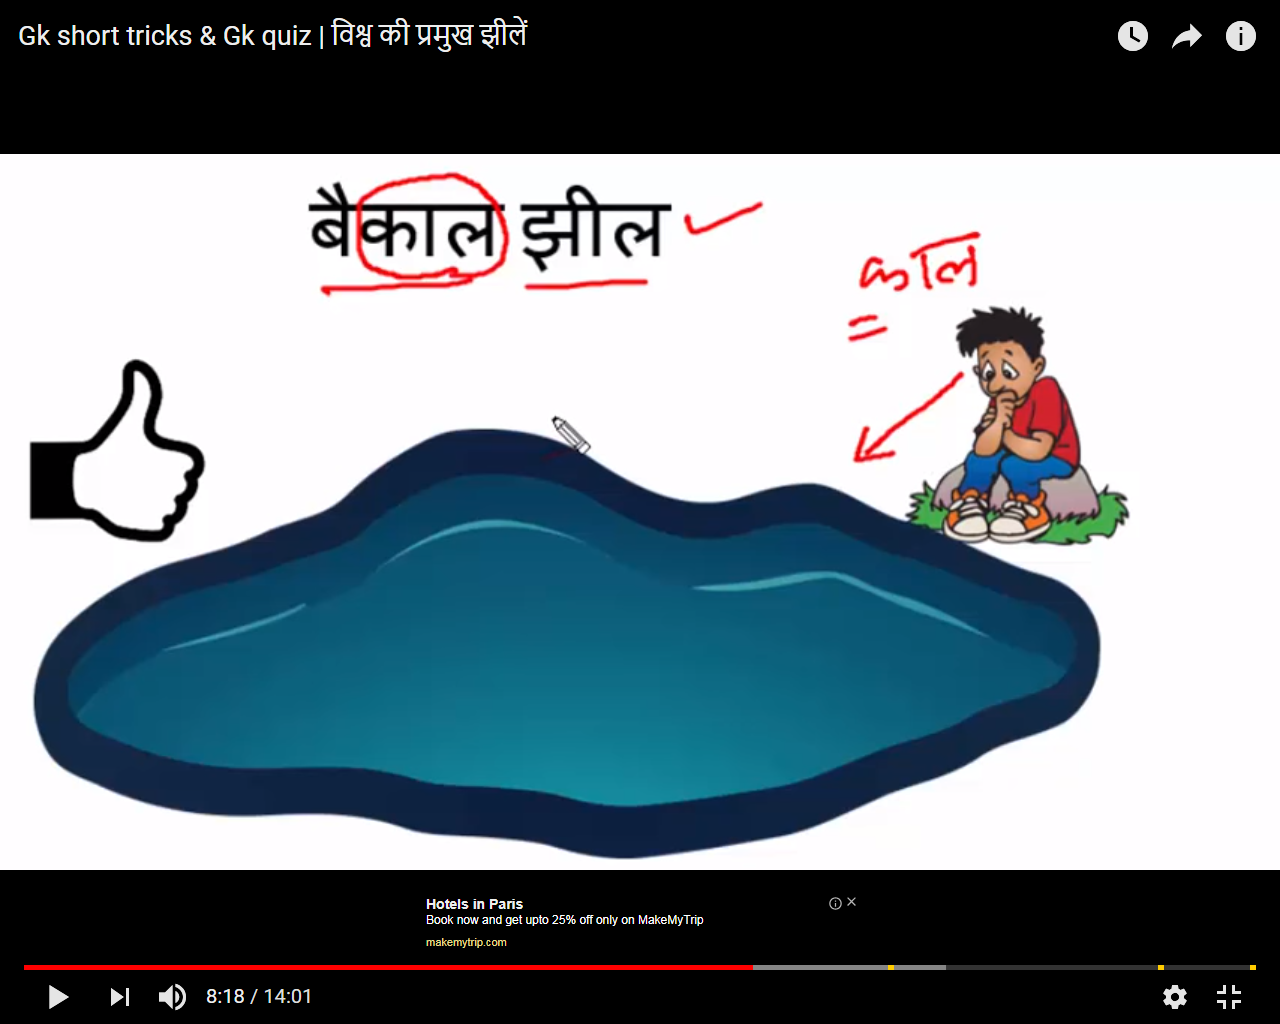 Gk short tricks & Gk quiz | विश्व की प्रमुख झीलें
बैकाल झील
काल
Hotels in Paris
Book now and get upto 25% off only on MakeMyTrip
makemytrip.com
8:18 / 14:01